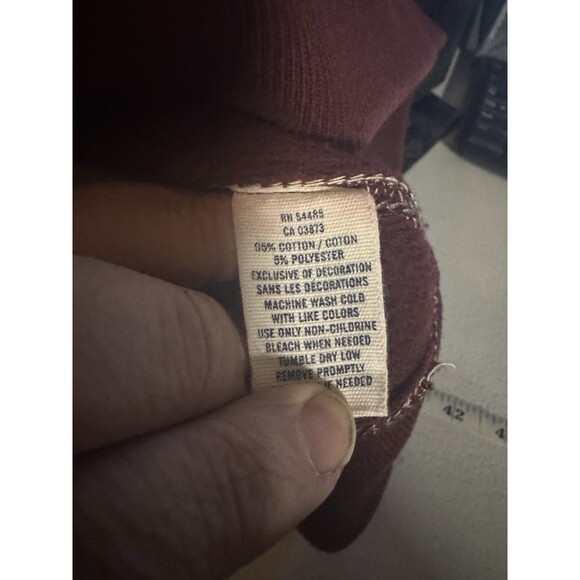 RN 54485
CA 03873
95% COTTON / COTON
5% POLYESTER
EXCLUSIVE OF DECORATION
SANS LES DÉCORATIONS
MACHINE WASH COLD
WITH LIKE COLORS
USE ONLY NON-CHLORINE
BLEACH WHEN NEEDED
TUMBLE DRY LOW
REMOVE PROMPTLY
IF NEEDED
42